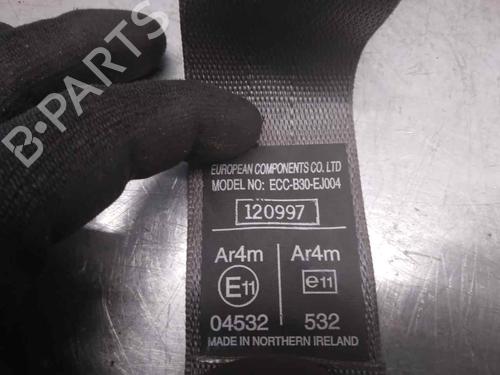 B-PARTS
EUROPEAN COMPONENTS CO. LTD
MODEL NO: ECC-B30-EJ004
120997
Ar4m Ar4m
E11 e11
04532 532
MADE IN NORTHERN IRELAND